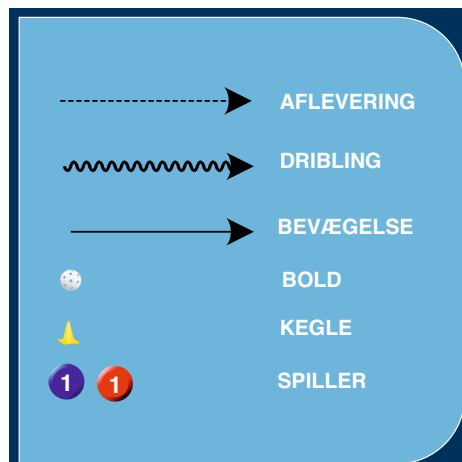 AFLEVERING
DRIBLING
BEVÆGELSE
BOLD
KEGLE
1 1 SPILLER